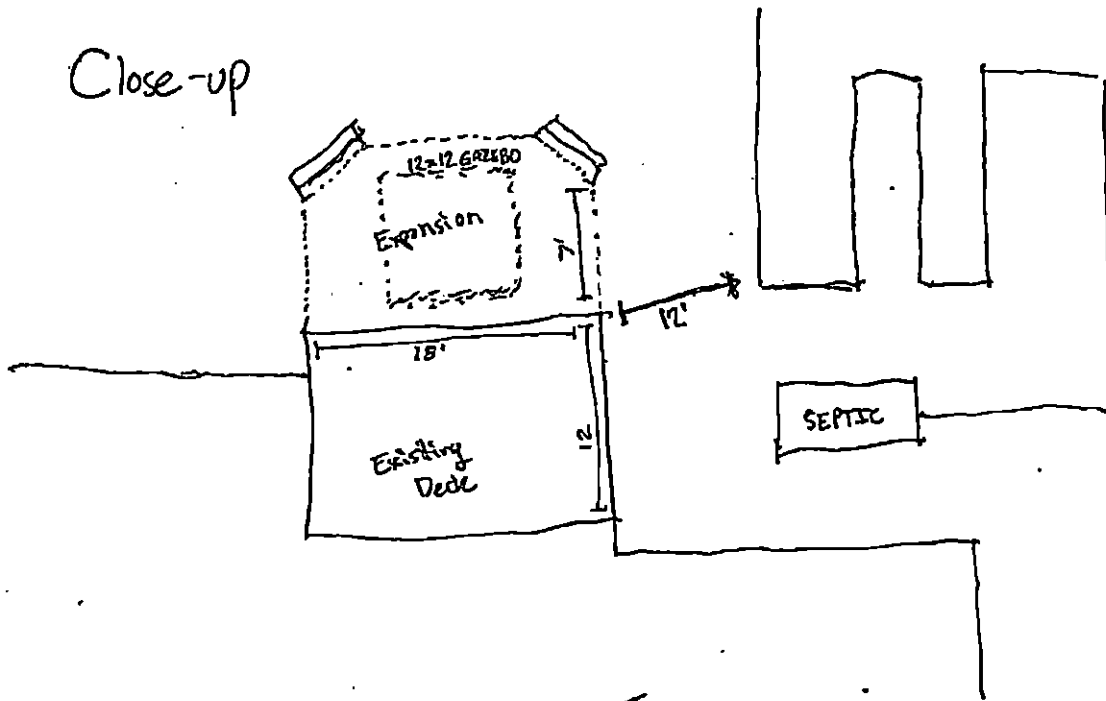 Close-up
12x12 GAZEBO
Expansion
7'
12'
18'
12
SEPTIC
Existing
Deck